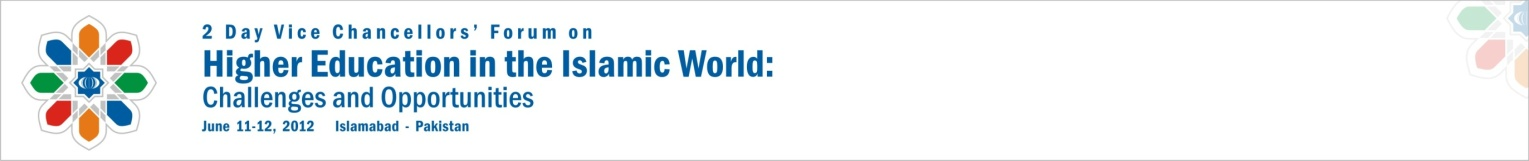 2 Day Vice Chancellors’ Forum on
Higher Education in the Islamic World:
Challenges and Opportunities
June 11-12, 2012 Islamabad - Pakistan